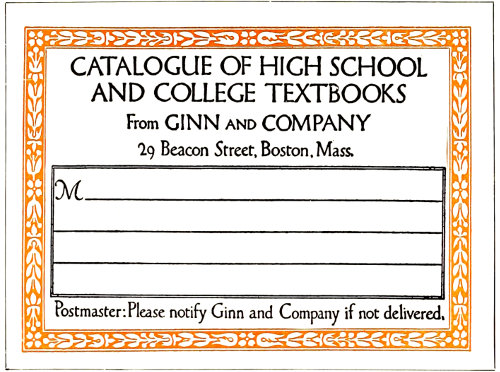 CATALOGUE OF HIGH SCHOOL
AND COLLEGE TEXTBOOKS
From GINN AND COMPANY
29 Beacon Street, Boston, Mass.
M
Postmaster: Please notify Ginn and Company if not delivered.